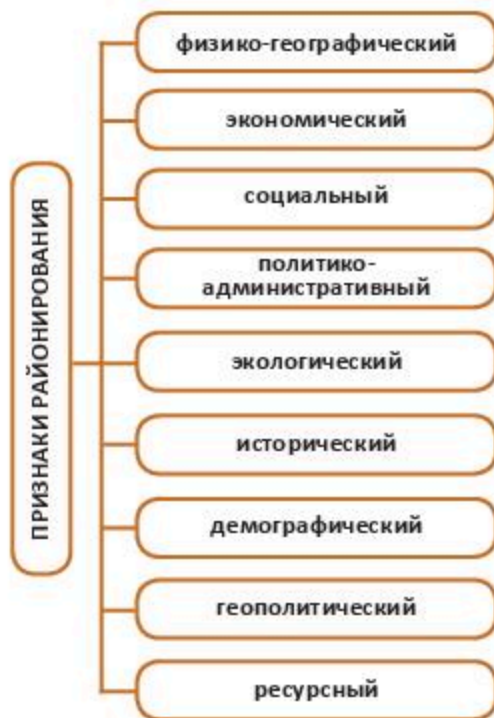 ПРИЗНАКИ РАЙОНИРОВАНИЯ
физико-географический
экономический
социальный
политико-
административный
экологический
исторический
демографический
геополитический
ресурсный